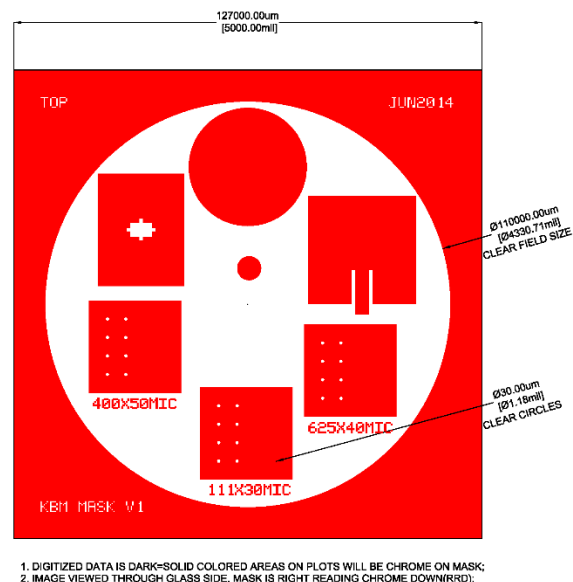 127000.00um
[5000.00mil]
TOP
JUN2014
Ø110000.00um
[Ø4330.71mil]
CLEAR FIELD SIZE
400X50MIC
625X40MIC
Ø30.00um
[Ø1.18mil]
CLEAR CIRCLES
111X30MIC
KBM MASK V1
1. DIGITIZED DATA IS DARK=SOLID COLORED AREAS ON PLOTS WILL BE CHROME ON MASK;
2. IMAGE VIEWED THROUGH GLASS SIDE, MASK IS RIGHT READING CHROME DOWN(RRD);